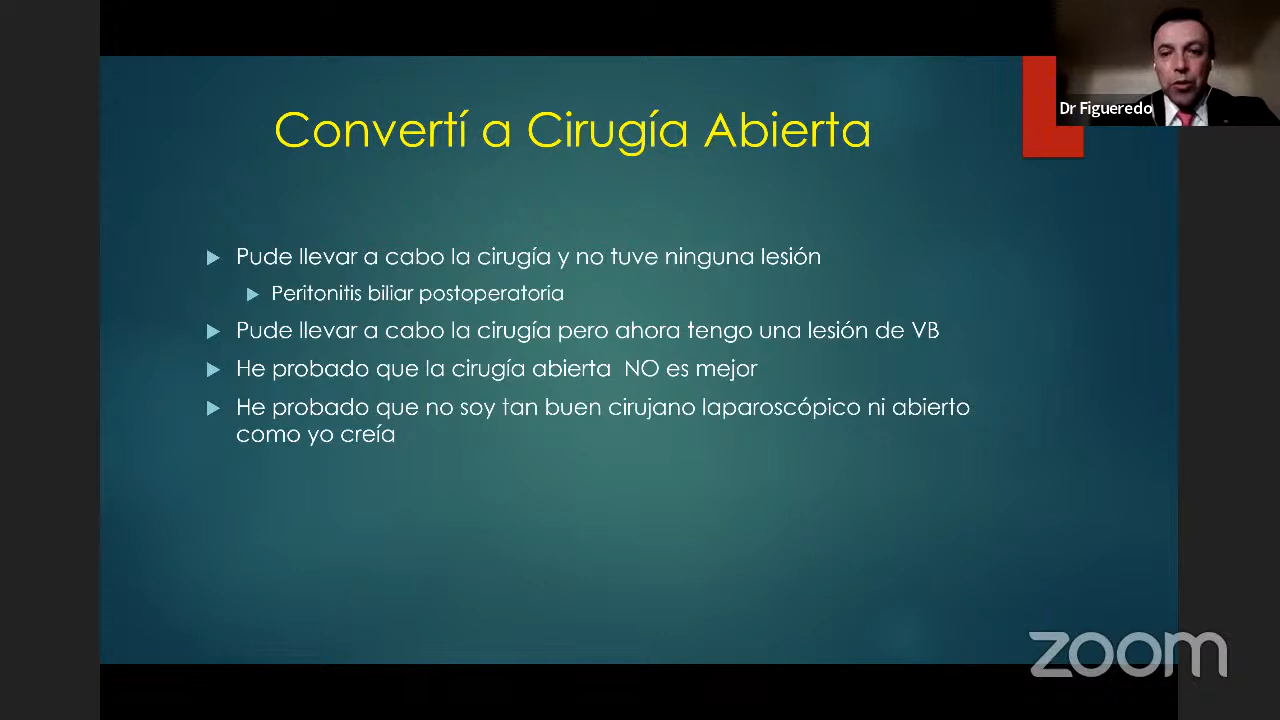 Dr Figueredo
Convertí a Cirugía Abierta
Pude llevar a cabo la cirugía y no tuve ninguna lesión
Peritonitis biliar postoperatoria
Pude llevar a cabo la cirugía pero ahora tengo una lesión de VB
He probado que la cirugía abierta NO es mejor
He probado que no soy tan buen cirujano laparoscópico ni abierto
como yo creía
zoom